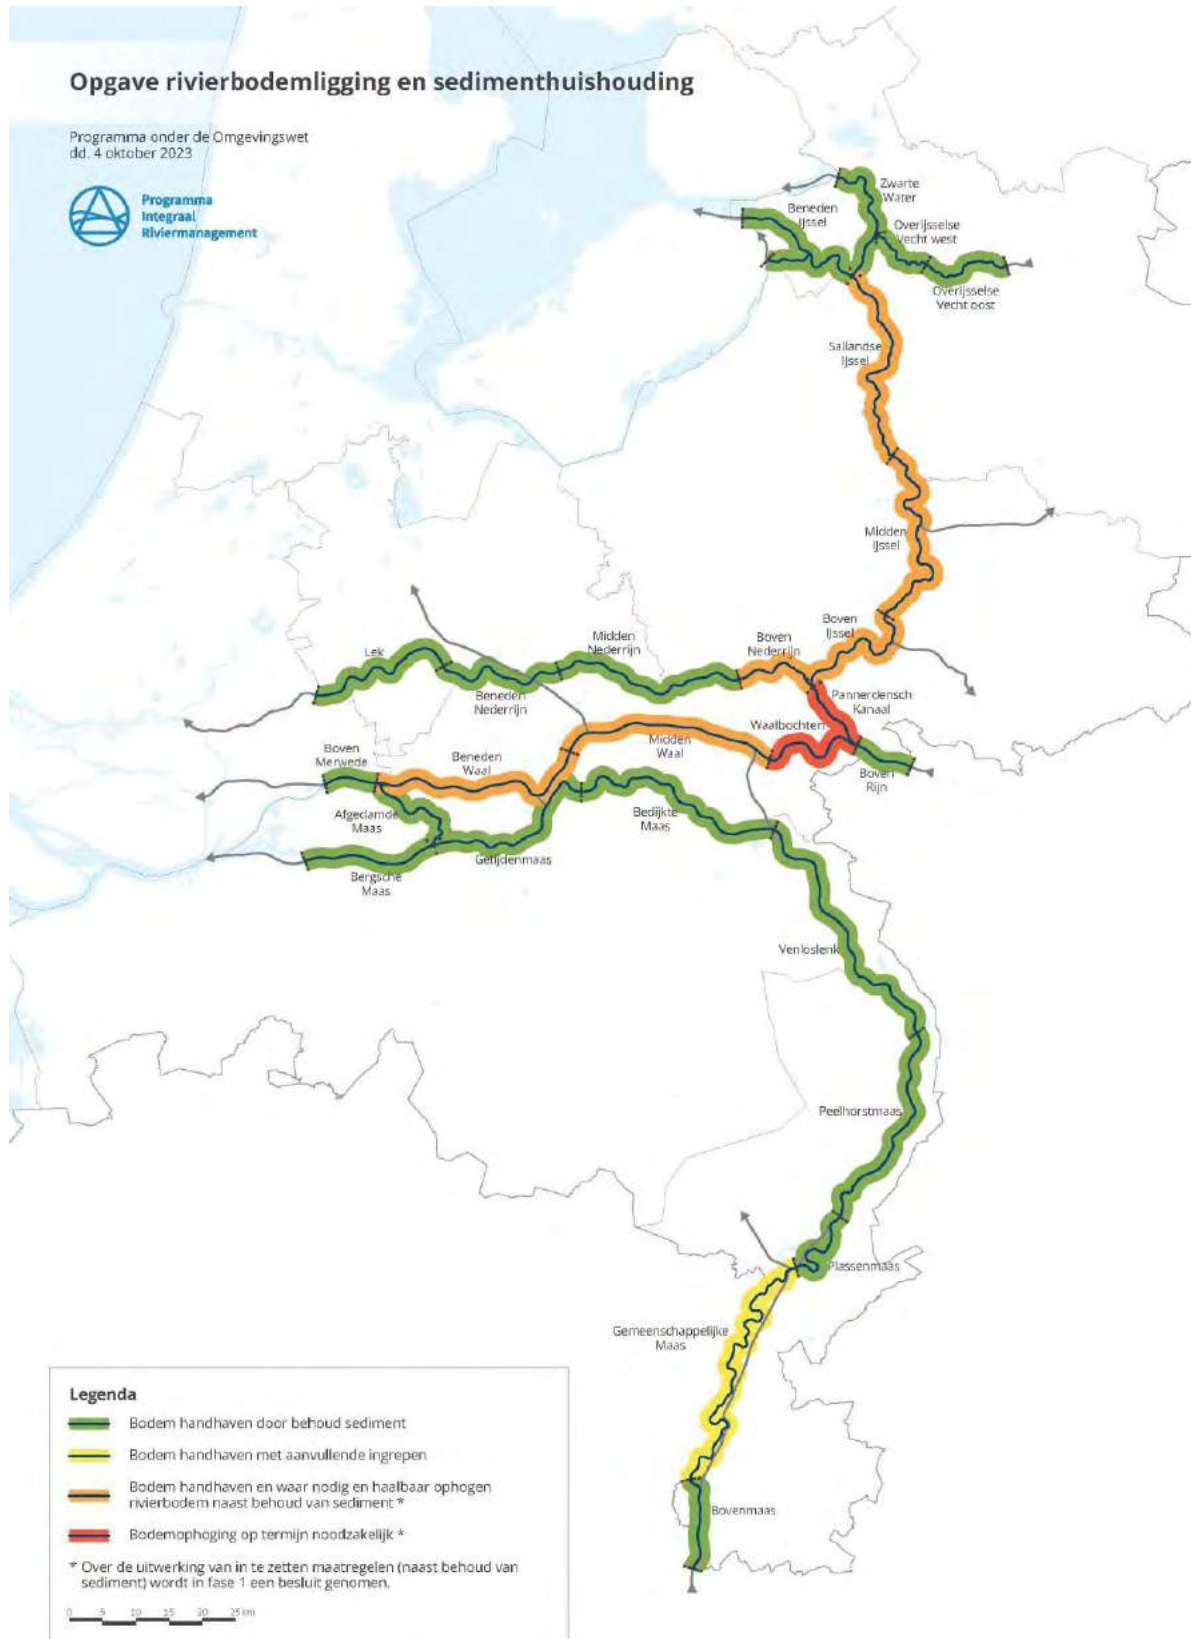 Opgave rivierbodemligging en sedimenthuishouding
Programma onder de Omgevingswet
dd. 4 oktober 2023
Programma
Integraal
Riviermanagement
Zwarte
Water
Beneden
IJssel
Overijsselse
Vecht west
Overijsselse
Vecht oost
Sallandse
IJssel
Midden
IJssel
Boven
IJssel
Midden
Nederrijn
Boven
Nederrijn
Lek
Beneden
Nederrijn
Pannerdensch
Kanaal
Waalbochten
Midden
Waal
Boven
Merwede
Beneden
Waal
Boven
Rijn
Afgedamde
Maas
Bedijkte
Maas
Getijdenmaas
Bergsche
Maas
Venloslenk
Peelhorstmaas
Plassenmaas
Gemeenschappelijke
Maas
Bovenmaas
Legenda
Bodem handhaven door behoud sediment
Bodem handhaven met aanvullende ingrepen
Bodem handhaven en waar nodig en haalbaar ophogen
rivierbodem naast behoud van sediment *
Bodemophoging op termijn noodzakelijk *
* Over de uitwerking van in te zetten maatregelen (naast behoud van
sediment) wordt in fase 1 een besluit genomen.
0 5 10 15 20 25 km